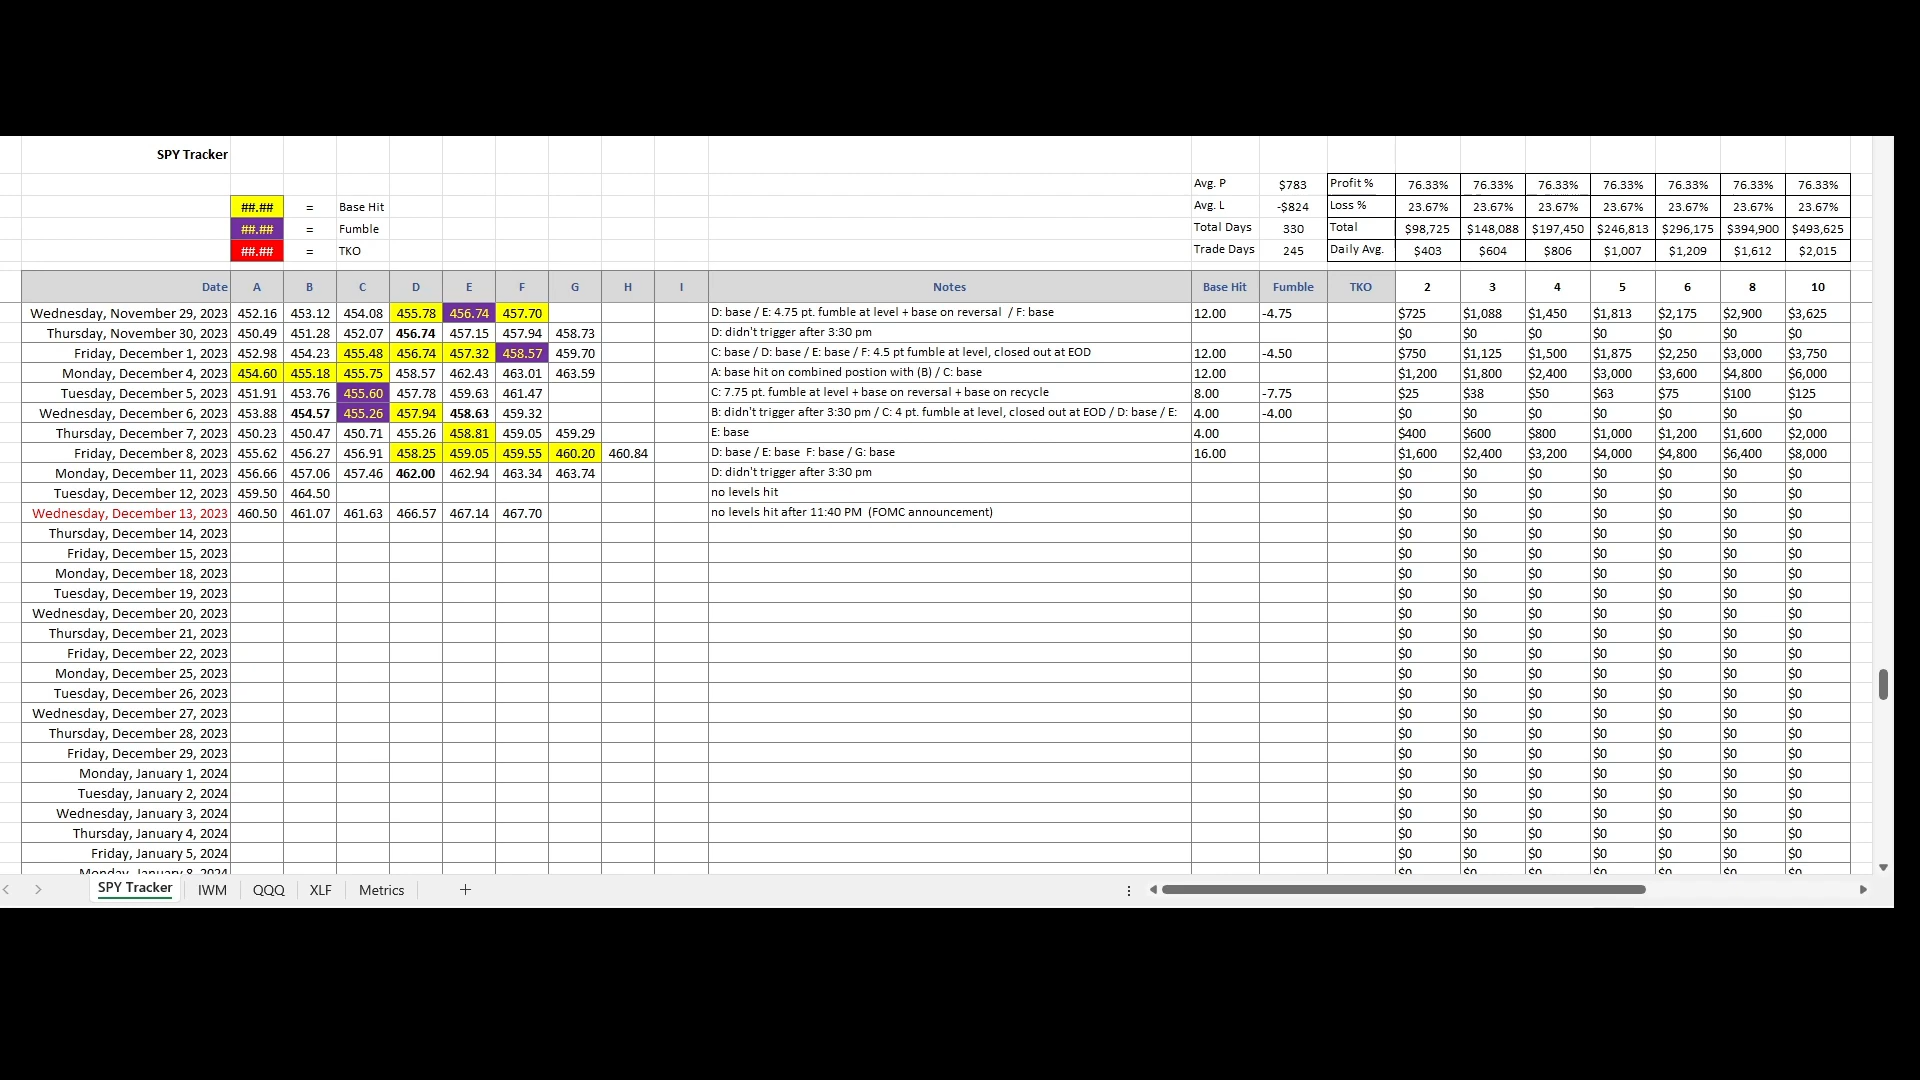 SPY Tracker
Avg. P $783 Profit % 76.33% 76.33% 76.33% 76.33% 76.33% 76.33% 76.33%
##.## = Base Hit Avg. L -$824 Loss % 23.67% 23.67% 23.67% 23.67% 23.67% 23.67% 23.67%
##.## = Fumble Total Days 330 Total $98,725 $148,088 $197,450 $246,813 $296,175 $394,900 $493,625
##.## = TKO Trade Days 245 Daily Avg. $403 $604 $806 $1,007 $1,209 $1,612 $2,015
Date A B C D E F G H I Notes Base Hit Fumble TKO 2 3 4 5 6 8 10
Wednesday, November 29, 2023 452.16 453.12 454.08 455.78 456.74 457.70 D: base / E: 4.75 pt. fumble at level + base on reversal / F: base 12.00 -4.75 $725 $1,088 $1,450 $1,813 $2,175 $2,900 $3,625
Thursday, November 30, 2023 450.49 451.28 452.07 456.74 457.15 457.94 458.73 D: didn't trigger after 3:30 pm $0 $0 $0 $0 $0 $0 $0
Friday, December 1, 2023 452.98 454.23 455.48 456.74 457.32 458.57 459.70 C: base / D: base / E: base / F: 4.5 pt fumble at level, closed out at EOD 12.00 -4.50 $750 $1,125 $1,500 $1,875 $2,250 $3,000 $3,750
Monday, December 4, 2023 454.60 455.18 455.75 458.57 462.43 463.01 463.59 A: base hit on combined postion with (B) / C: base 12.00 $1,200 $1,800 $2,400 $3,000 $3,600 $4,800 $6,000
Tuesday, December 5, 2023 451.91 453.76 455.60 457.78 459.63 461.47 C: 7.75 pt. fumble at level + base on reversal + base on recycle 8.00 -7.75 $25 $38 $50 $63 $75 $100 $125
Wednesday, December 6, 2023 453.88 454.57 455.26 457.94 458.63 459.32 B: didn't trigger after 3:30 pm / C: 4 pt. fumble at level, closed out at EOD / D: base / E: 4.00 -4.00 $0 $0 $0 $0 $0 $0 $0
Thursday, December 7, 2023 450.23 450.47 450.71 455.26 458.81 459.05 459.29 E: base 4.00 $400 $600 $800 $1,000 $1,200 $1,600 $2,000
Friday, December 8, 2023 455.62 456.27 456.91 458.25 459.05 459.55 460.20 460.84 D: base / E: base F: base / G: base 16.00 $1,600 $2,400 $3,200 $4,000 $4,800 $6,400 $8,000
Monday, December 11, 2023 456.66 457.06 457.46 462.00 462.94 463.34 463.74 D: didn't trigger after 3:30 pm $0 $0 $0 $0 $0 $0 $0
Tuesday, December 12, 2023 459.50 464.50 no levels hit $0 $0 $0 $0 $0 $0 $0
Wednesday, December 13, 2023 460.50 461.07 461.63 466.57 467.14 467.70 no levels hit after 11:40 PM (FOMC announcement) $0 $0 $0 $0 $0 $0 $0
Thursday, December 14, 2023 $0 $0 $0 $0 $0 $0 $0
Friday, December 15, 2023 $0 $0 $0 $0 $0 $0 $0
Monday, December 18, 2023 $0 $0 $0 $0 $0 $0 $0
Tuesday, December 19, 2023 $0 $0 $0 $0 $0 $0 $0
Wednesday, December 20, 2023 $0 $0 $0 $0 $0 $0 $0
Thursday, December 21, 2023 $0 $0 $0 $0 $0 $0 $0
Friday, December 22, 2023 $0 $0 $0 $0 $0 $0 $0
Monday, December 25, 2023 $0 $0 $0 $0 $0 $0 $0
Tuesday, December 26, 2023 $0 $0 $0 $0 $0 $0 $0
Wednesday, December 27, 2023 $0 $0 $0 $0 $0 $0 $0
Thursday, December 28, 2023 $0 $0 $0 $0 $0 $0 $0
Friday, December 29, 2023 $0 $0 $0 $0 $0 $0 $0
Monday, January 1, 2024 $0 $0 $0 $0 $0 $0 $0
Tuesday, January 2, 2024 $0 $0 $0 $0 $0 $0 $0
Wednesday, January 3, 2024 $0 $0 $0 $0 $0 $0 $0
Thursday, January 4, 2024 $0 $0 $0 $0 $0 $0 $0
Friday, January 5, 2024 $0 $0 $0 $0 $0 $0 $0
Monday, January 8, 2024 $0 $0 $0 $0 $0 $0 $0
SPY Tracker IWM QQQ XLF Metrics